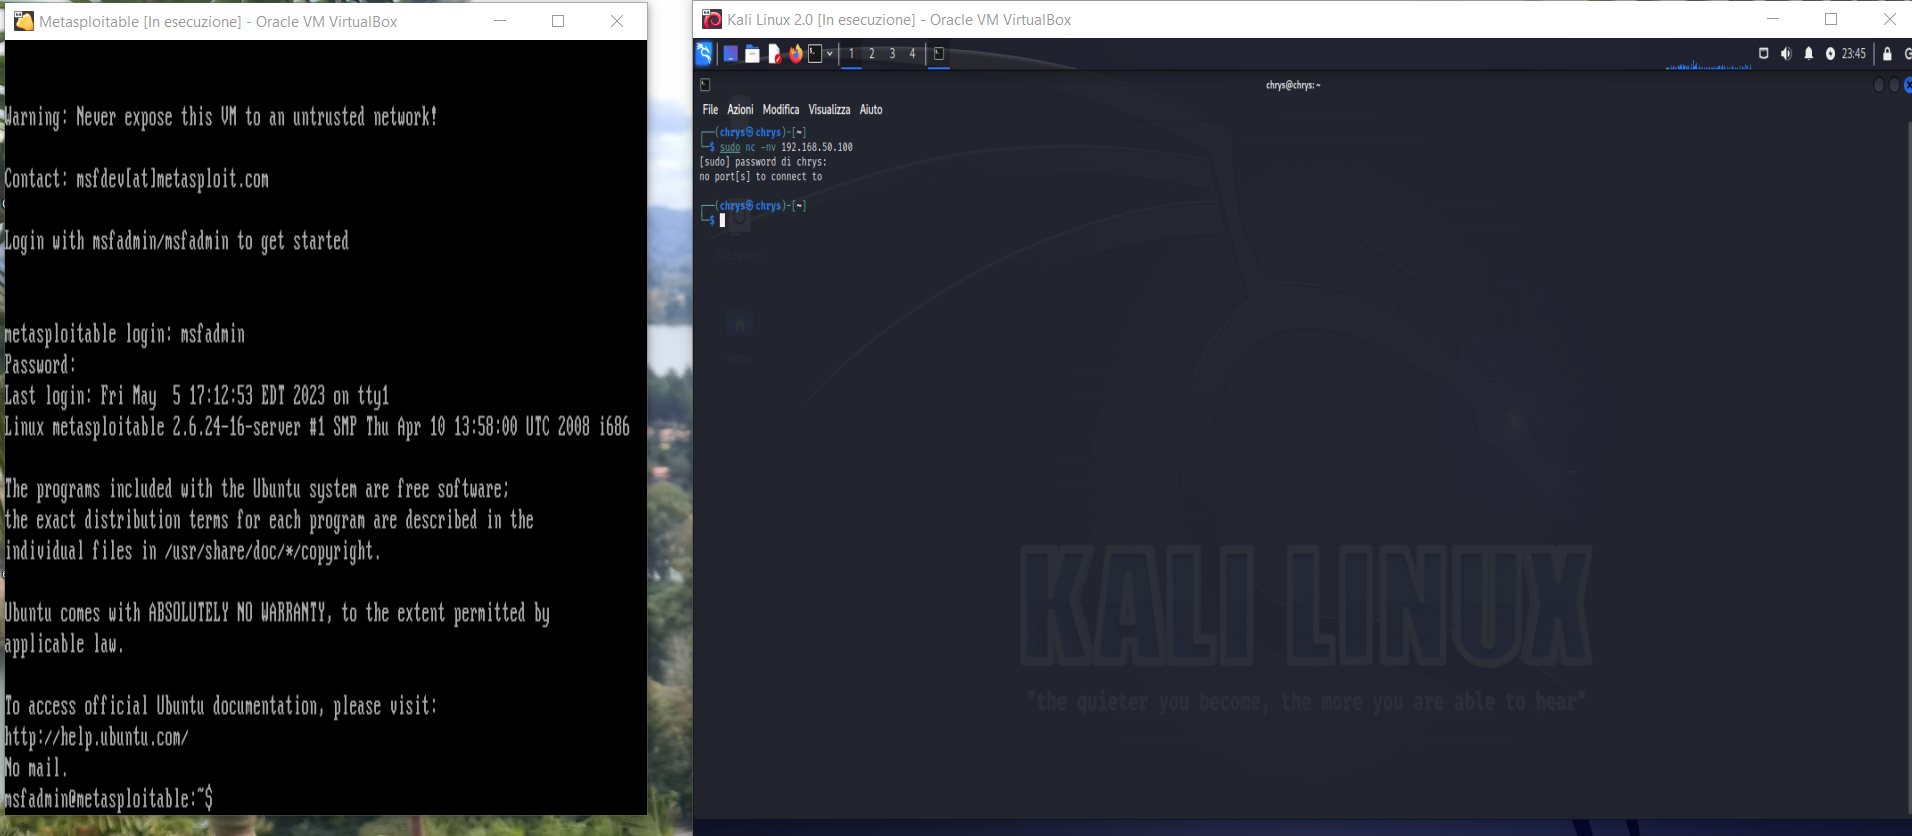 Metasploitable [In esecuzione] - Oracle VM VirtualBox
Warning: Never expose this VM to an untrusted network!
Contact: msfdev[at]metasploit.com
Login with msfadmin/msfadmin to get started
metasploitable login: msfadmin
Password:
Last login: Fri May  5 17:12:53 EDT 2023 on tty1
Linux metasploitable 2.6.24-16-server #1 SMP Thu Apr 10 13:58:00 UTC 2008 i686
The programs included with the Ubuntu system are free software;
the exact distribution terms for each program are described in the
individual files in /usr/share/doc/*/copyright.
Ubuntu comes with ABSOLUTELY NO WARRANTY, to the extent permitted by
applicable law.
To access official Ubuntu documentation, please visit:
http://help.ubuntu.com/
No mail.
msfadmin@metasploitable:~$
Kali Linux 2.0 [In esecuzione] - Oracle VM VirtualBox
1 2 3 4
23:45
chrys@chrys: ~
File Azioni Modifica Visualizza Aiuto
┌──(chrys㉿chrys)-[~]
└─$ sudo nc -nv 192.168.50.100
[sudo] password di chrys:
no port[s] to connect to
┌──(chrys㉿chrys)-[~]
└─$
File system
Home
KALI LINUX
"the quieter you become, the more you are able to hear"